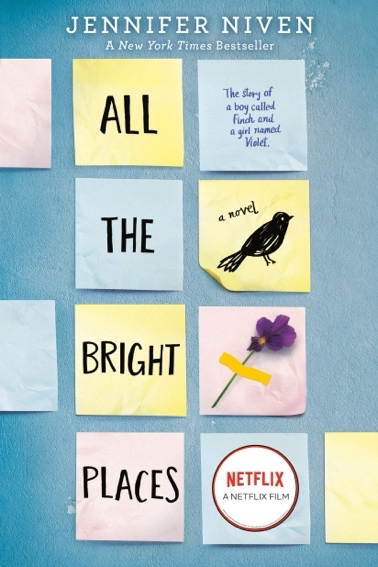 JENNIFER NIVEN
A New York Times Bestseller
ALL
The story of
a boy called
Finch and
a girl named
Violet.
THE
a novel
BRIGHT
PLACES
NETFLIX
A NETFLIX FILM